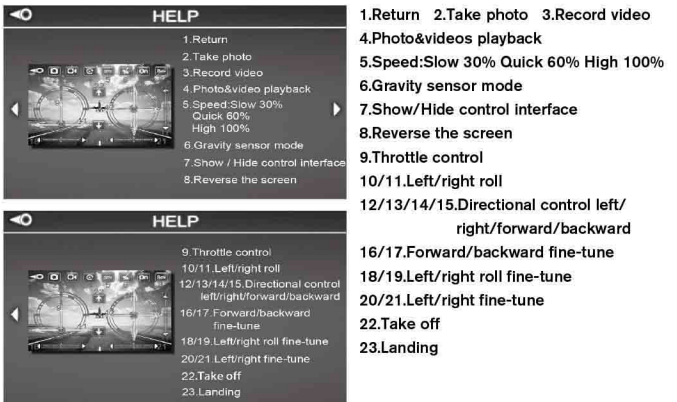 HELP
1.Return
2.Take photo
3.Record video
4.Photo&video playback
5.Speed:Slow 30%
Quick 60%
High 100%
6.Gravity sensor mode
7.Show / Hide control interface
8.Reverse the screen
HELP
9.Throttle control
10/11.Left/right roll
12/13/14/15.Directional control
left/right/forward/backward
16/17.Forward/backward
fine-tune
18/19.Left/right roll fine-tune
20/21.Left/right fine-tune
22.Take off
23.Landing
1.Return 2.Take photo 3.Record video
4.Photo&videos playback
5.Speed:Slow 30% Quick 60% High 100%
6.Gravity sensor mode
7.Show/Hide control interface
8.Reverse the screen
9.Throttle control
10/11.Left/right roll
12/13/14/15.Directional control left/
right/forward/backward
16/17.Forward/backward fine-tune
18/19.Left/right roll fine-tune
20/21.Left/right fine-tune
22.Take off
23.Landing